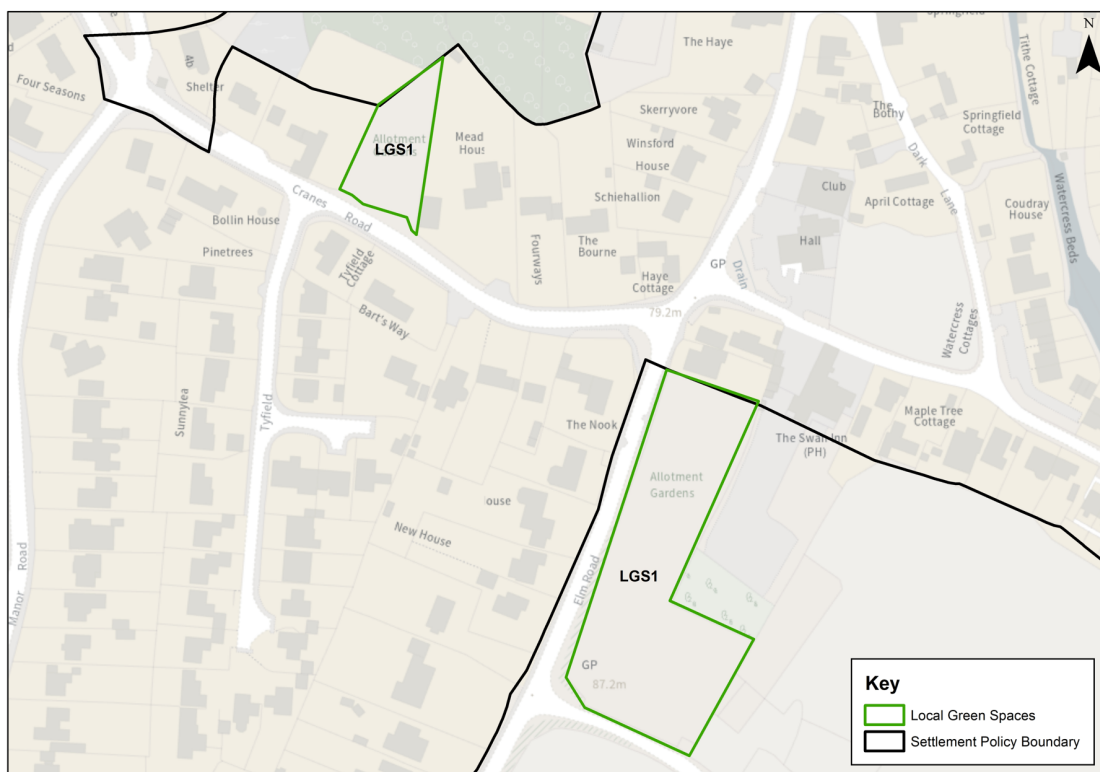 Springfield
N
The Haye
4b
Shelter
Four Seasons
Tithe Cottage
Skerryvore
The
Bothy
Springfield
Cottage
Allotment
LGS1
Mead
Winsford
House
Dark
Lane
Cranes
Road
Schiehallion
Club
April Cottage
Coudray
House
Watercress Beds
Bollin House
Pinetrees
Tyfield
Cottage
Fourways
The
Bourne
Hall
Haye
Cottage
GP
Drain
79.2m
Bart's Way
Watercress
Cottages
Sunnylea
Tyfield
The Nook
Maple Tree
Cottage
The Swan Inn
(PH)
Allotment
Gardens
ouse
New House
Elm Road
LGS1
Manor
Road
GP
87.2m
Key
Local Green Spaces
Settlement Policy Boundary